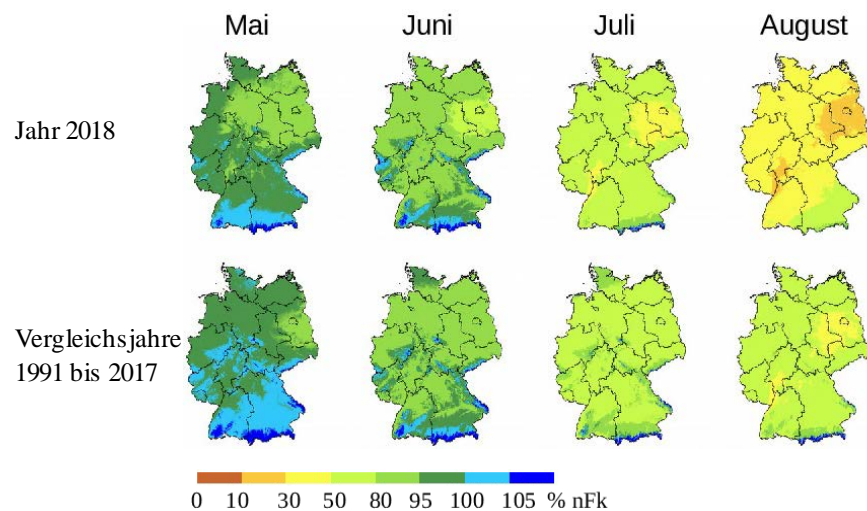 Mai Juni Juli August
Jahr 2018
Vergleichsjahre
1991 bis 2017
0 10 30 50 80 95 100 105 % nFk